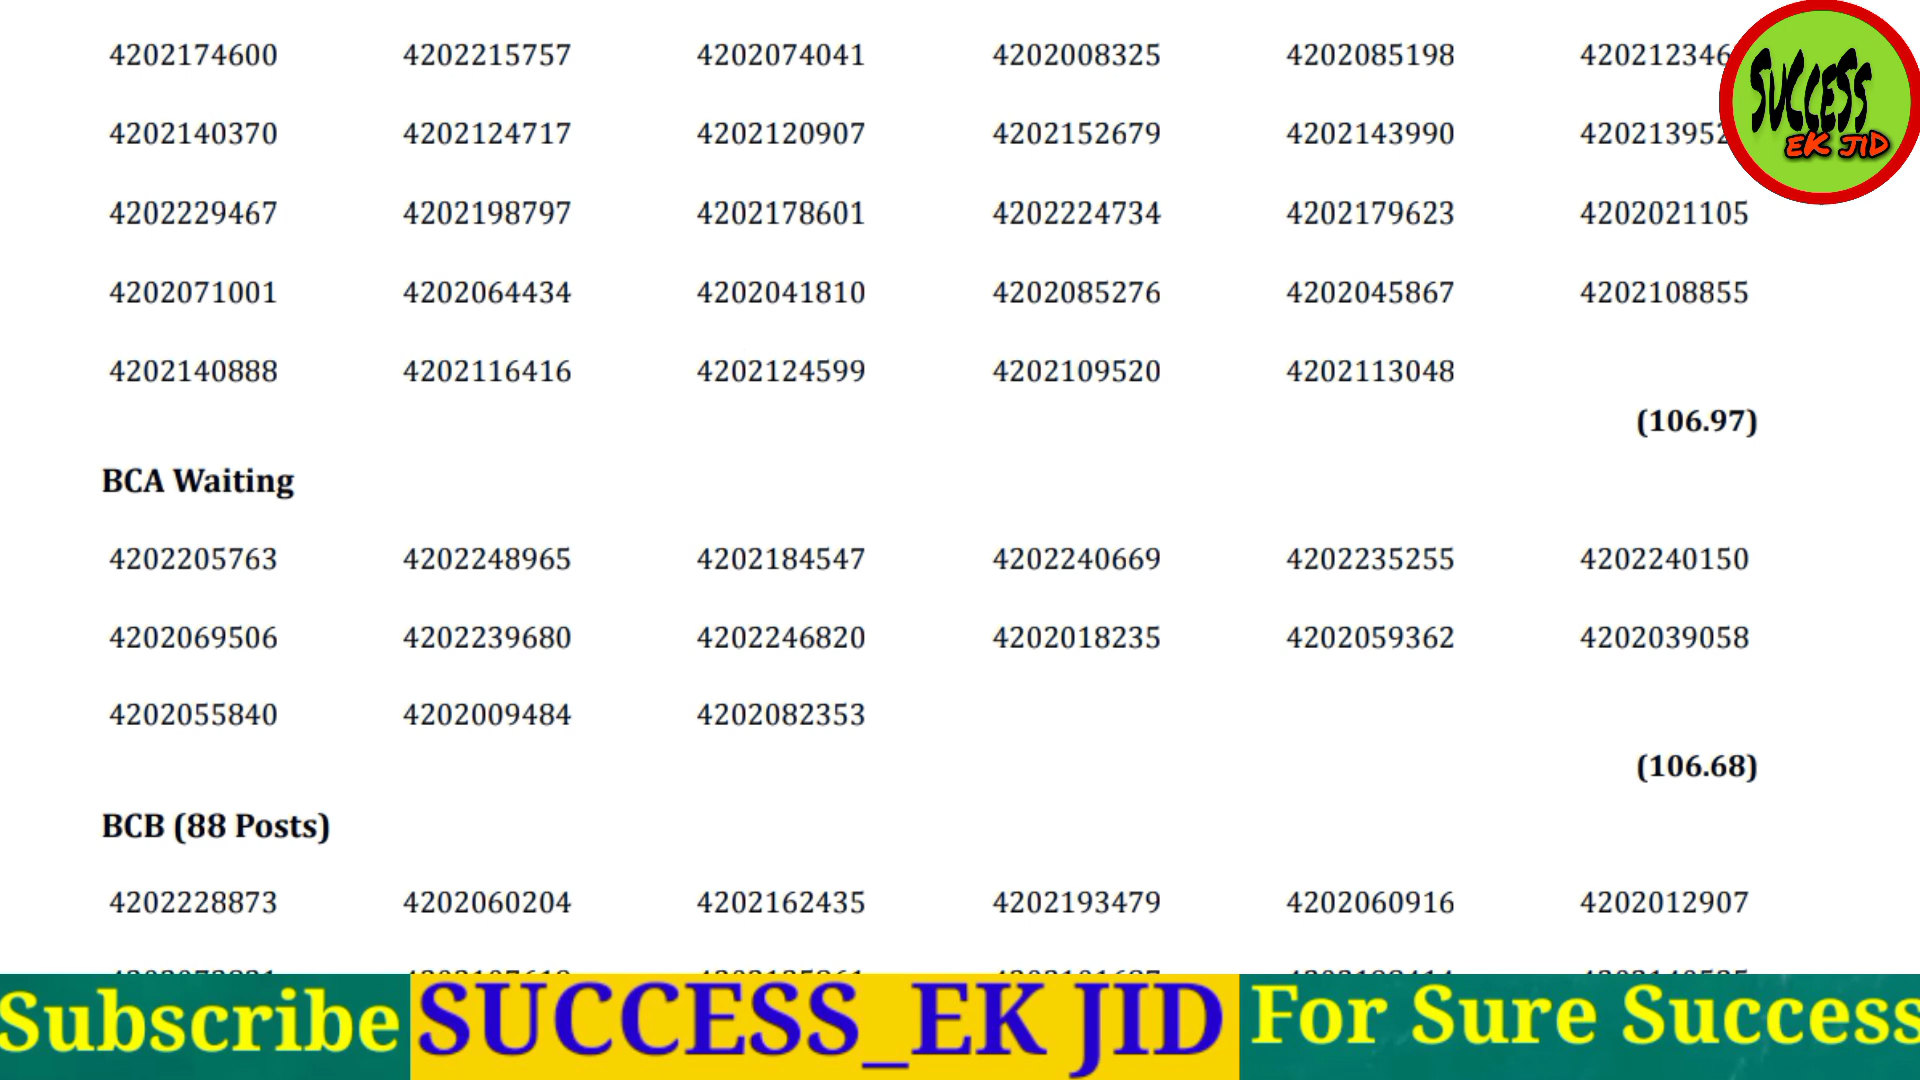 4202174600 4202215757 4202074041 4202008325 4202085198
4202140370 4202124717 4202120907 4202152679 4202143990
4202229467 4202198797 4202178601 4202224734 4202179623 4202021105
4202071001 4202064434 4202041810 4202085276 4202045867 4202108855
4202140888 4202116416 4202124599 4202109520 4202113048
(106.97)
BCA Waiting
4202205763 4202248965 4202184547 4202240669 4202235255 4202240150
4202069506 4202239680 4202246820 4202018235 4202059362 4202039058
4202055840 4202009484 4202082353
(106.68)
BCB (88 Posts)
4202228873 4202060204 4202162435 4202193479 4202060916 4202012907
SUCCESS
EK JID
Subscribe SUCCESS_EK JID For Sure Success